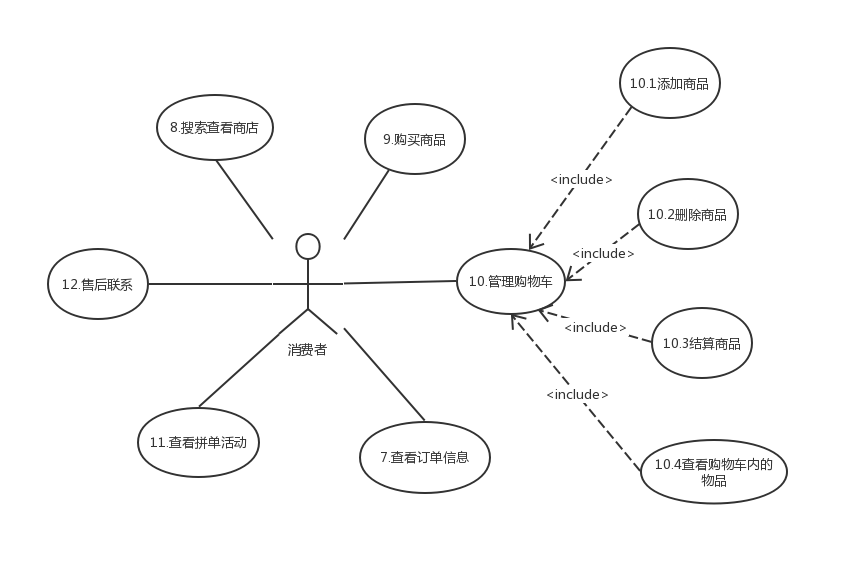 10.1添加商品
8.搜索查看商店
9.购买商品
<include>
10.2删除商品
<include>
12.售后联系
10.管理购物车
<include>
10.3结算商品
消费者
<include>
11.查看拼单活动
7.查看订单信息
10.4查看购物车内的
物品